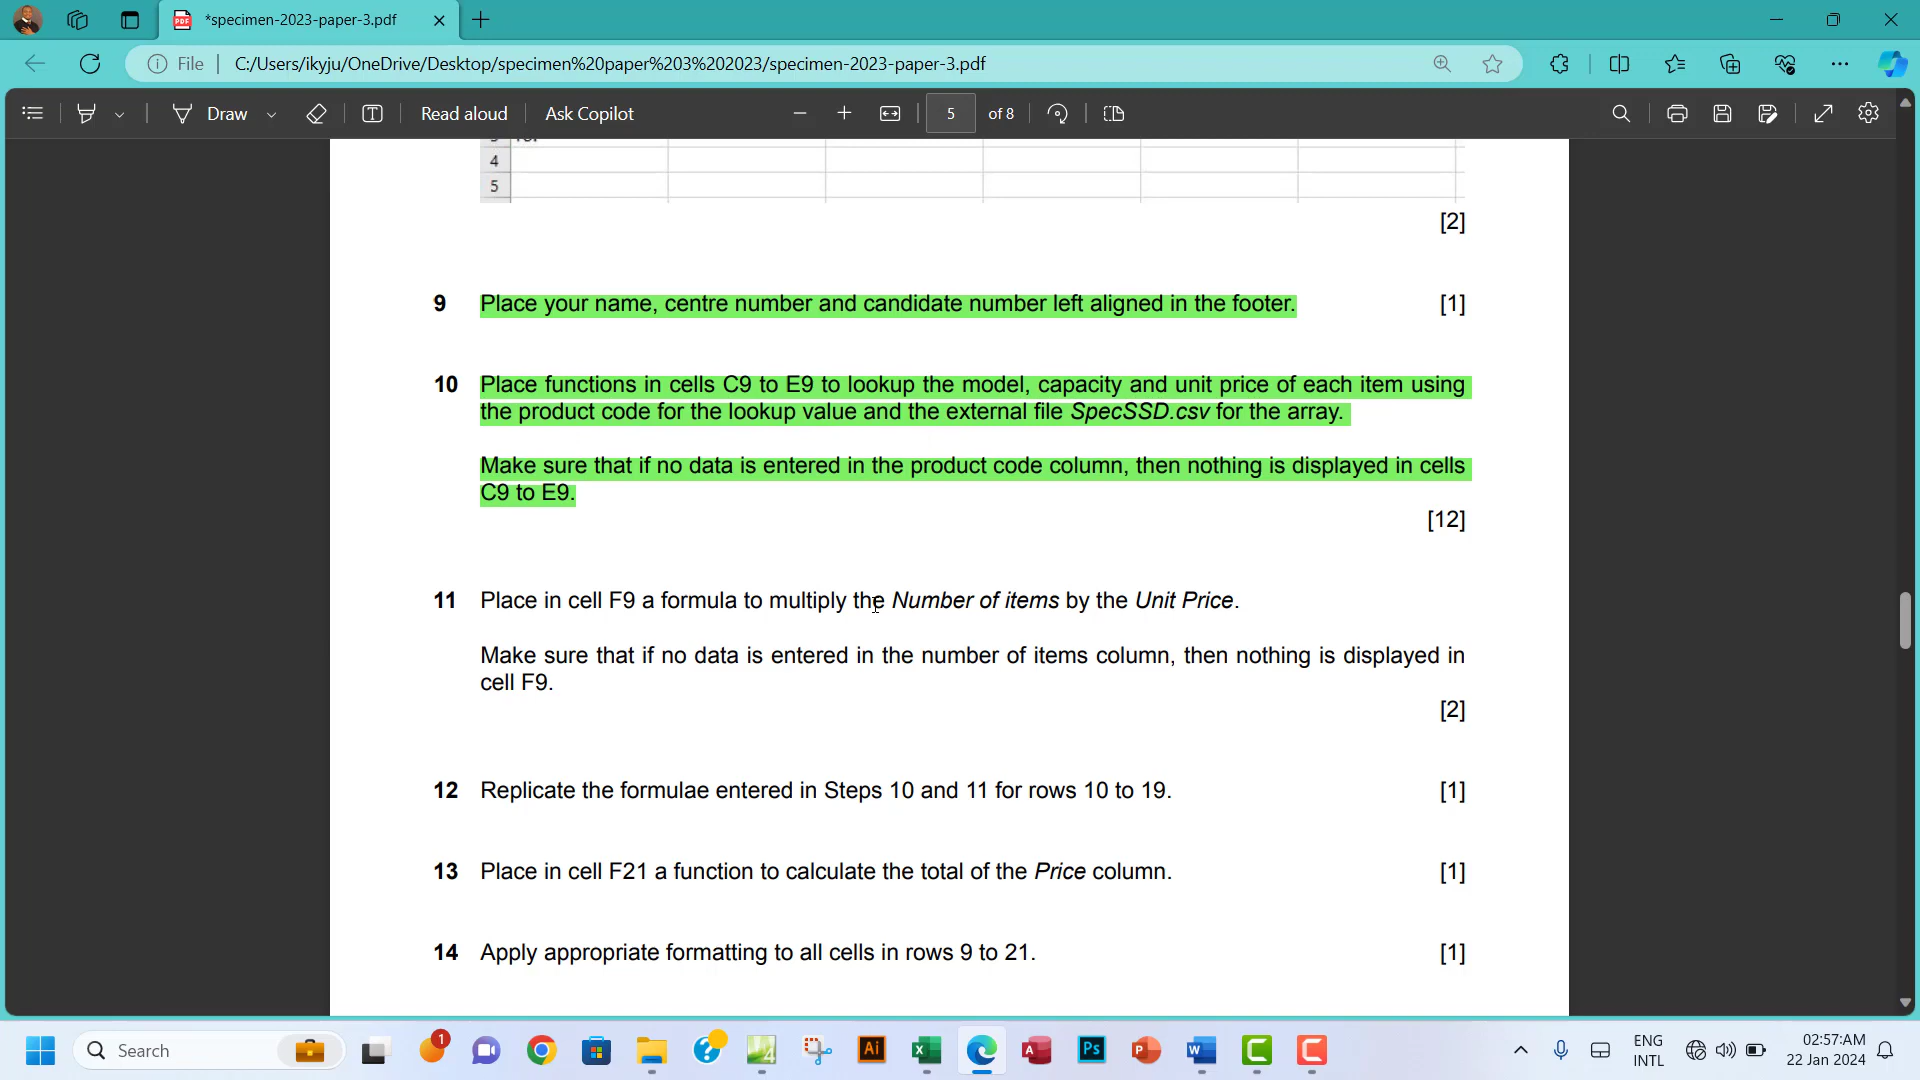 *specimen-2023-paper-3.pdf
File
C:/Users/ikyju/OneDrive/Desktop/specimen%20paper%203%202023/specimen-2023-paper-3.pdf
Draw
Read aloud
Ask Copilot
5 of 8
4
5
[2]
9 Place your name, centre number and candidate number left aligned in the footer. [1]
10 Place functions in cells C9 to E9 to lookup the model, capacity and unit price of each item using
the product code for the lookup value and the external file SpecSSD.csv for the array.
Make sure that if no data is entered in the product code column, then nothing is displayed in cells
C9 to E9.
[12]
11 Place in cell F9 a formula to multiply the Number of items by the Unit Price.
Make sure that if no data is entered in the number of items column, then nothing is displayed in
cell F9.
[2]
12 Replicate the formulae entered in Steps 10 and 11 for rows 10 to 19. [1]
13 Place in cell F21 a function to calculate the total of the Price column. [1]
14 Apply appropriate formatting to all cells in rows 9 to 21. [1]
Search
1
Ai
Ps
ENG
INTL
02:57AM
22 Jan 2024